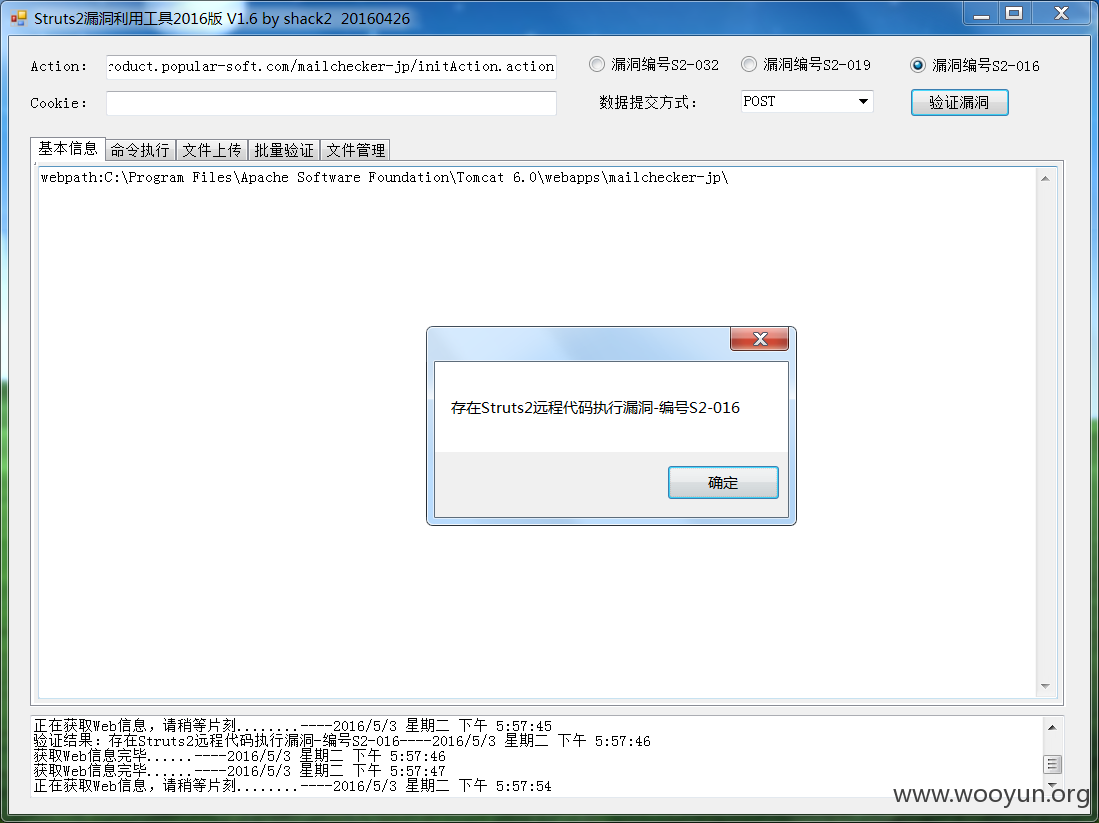 Struts2漏洞利用工具2016版 V1.6 by shack2  20160426
Action: roduct.popular-soft.com/mailchecker-jp/initAction.action 漏洞编号S2-032 漏洞编号S2-019 漏洞编号S2-016
Cookie: 数据提交方式: POST 验证漏洞
基本信息 命令执行 文件上传 批量验证 文件管理
webpath:C:\Program Files\Apache Software Foundation\Tomcat 6.0\webapps\mailchecker-jp\
存在Struts2远程代码执行漏洞-编号S2-016
确定
正在获取Web信息，请稍等片刻........----2016/5/3 星期二 下午 5:57:45
验证结果：存在Struts2远程代码执行漏洞-编号S2-016----2016/5/3 星期二 下午 5:57:46
获取Web信息完毕......----2016/5/3 星期二 下午 5:57:46
获取Web信息完毕......----2016/5/3 星期二 下午 5:57:47
正在获取Web信息，请稍等片刻........----2016/5/3 星期二 下午 5:57:54
www.wooyun.org